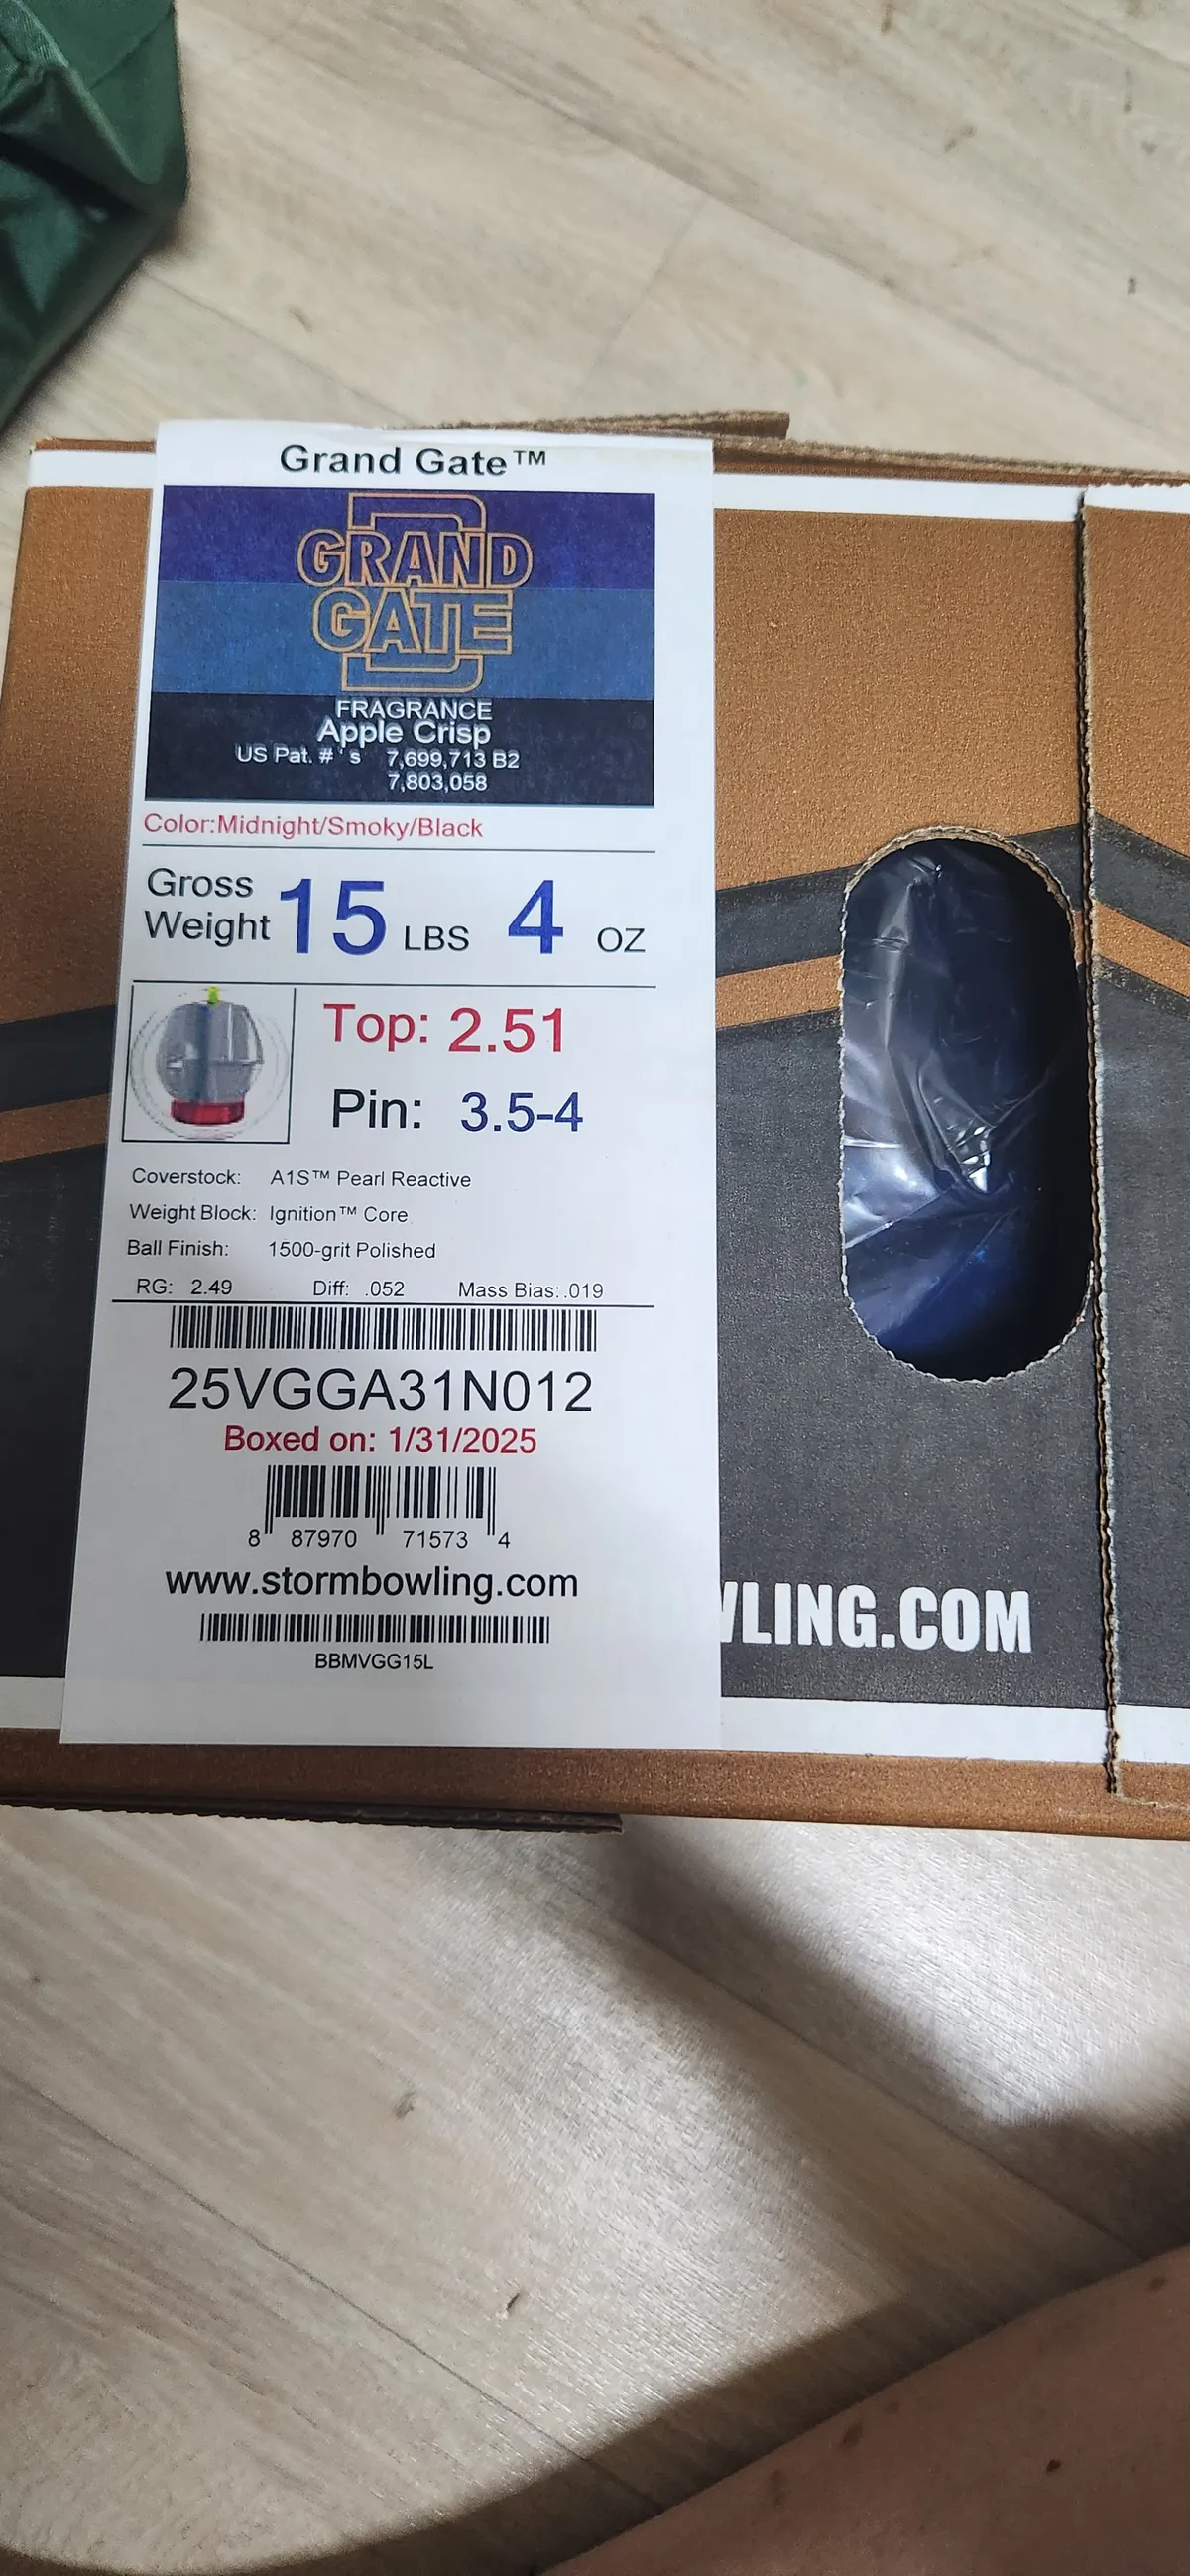 Grand Gate™
GRAND
GATE
FRAGRANCE
Apple Crisp
US Pat. # ' s 7,699,713 B2
7,803,058
Color:Midnight/Smoky/Black
Gross
Weight 15 LBS 4 OZ
Top: 2.51
Pin: 3.5-4
Coverstock: A1S™ Pearl Reactive
Weight Block: Ignition™ Core
Ball Finish: 1500-grit Polished
RG: 2.49 Diff: .052 Mass Bias: .019
25VGGA31N012
Boxed on: 1/31/2025
8 87970 71573 4
www.stormbowling.com
BBMVGG15L
WLING.COM